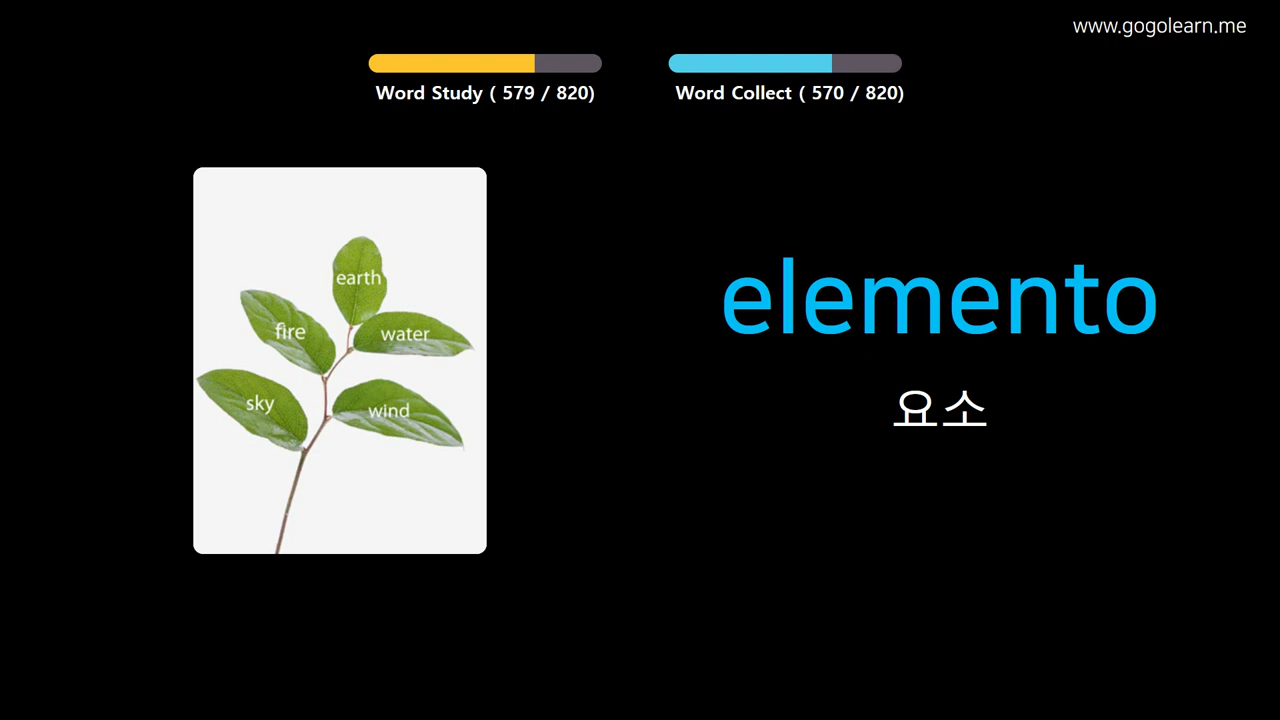 www.gogolearn.me
Word Study ( 579 / 820)
Word Collect ( 570 / 820)
earth
fire
water
sky
wind
elemento
요소